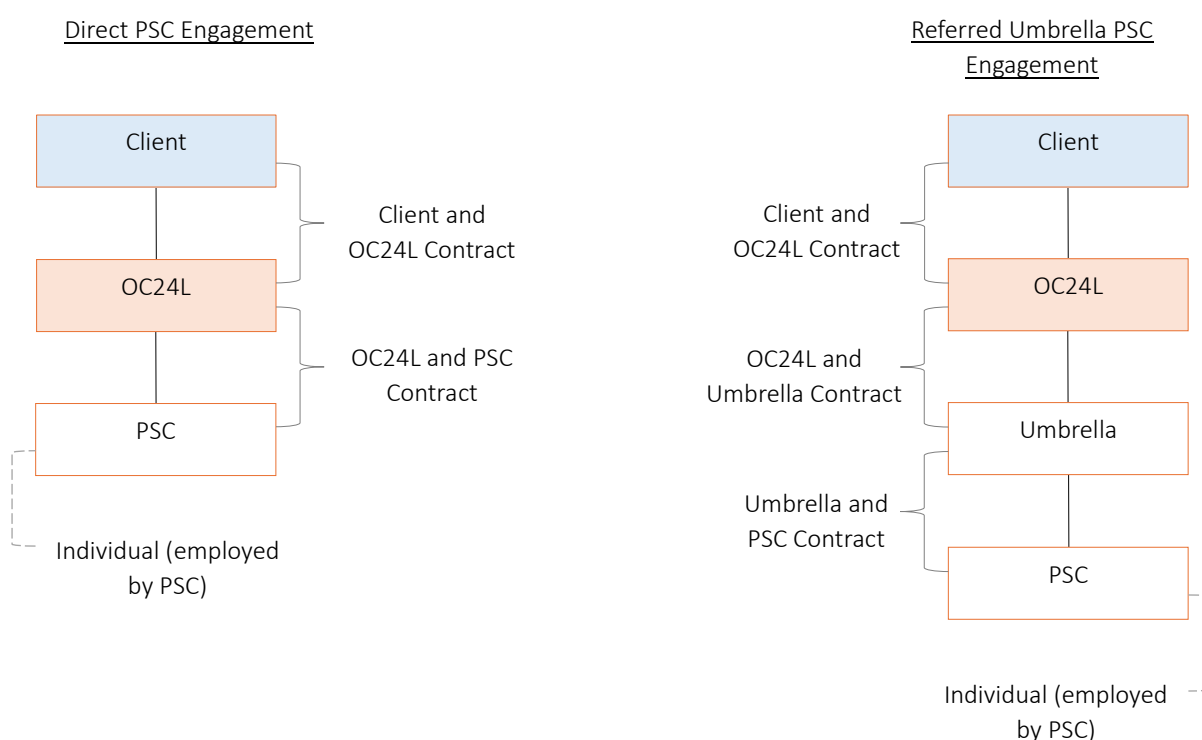 Direct PSC Engagement
Client
Client and
OC24L Contract
OC24L
OC24L and PSC
Contract
PSC
Individual (employed
by PSC)
Referred Umbrella PSC
Engagement
Client
Client and
OC24L Contract
OC24L
OC24L and
Umbrella Contract
Umbrella
Umbrella and
PSC Contract
PSC
Individual (employed
by PSC)